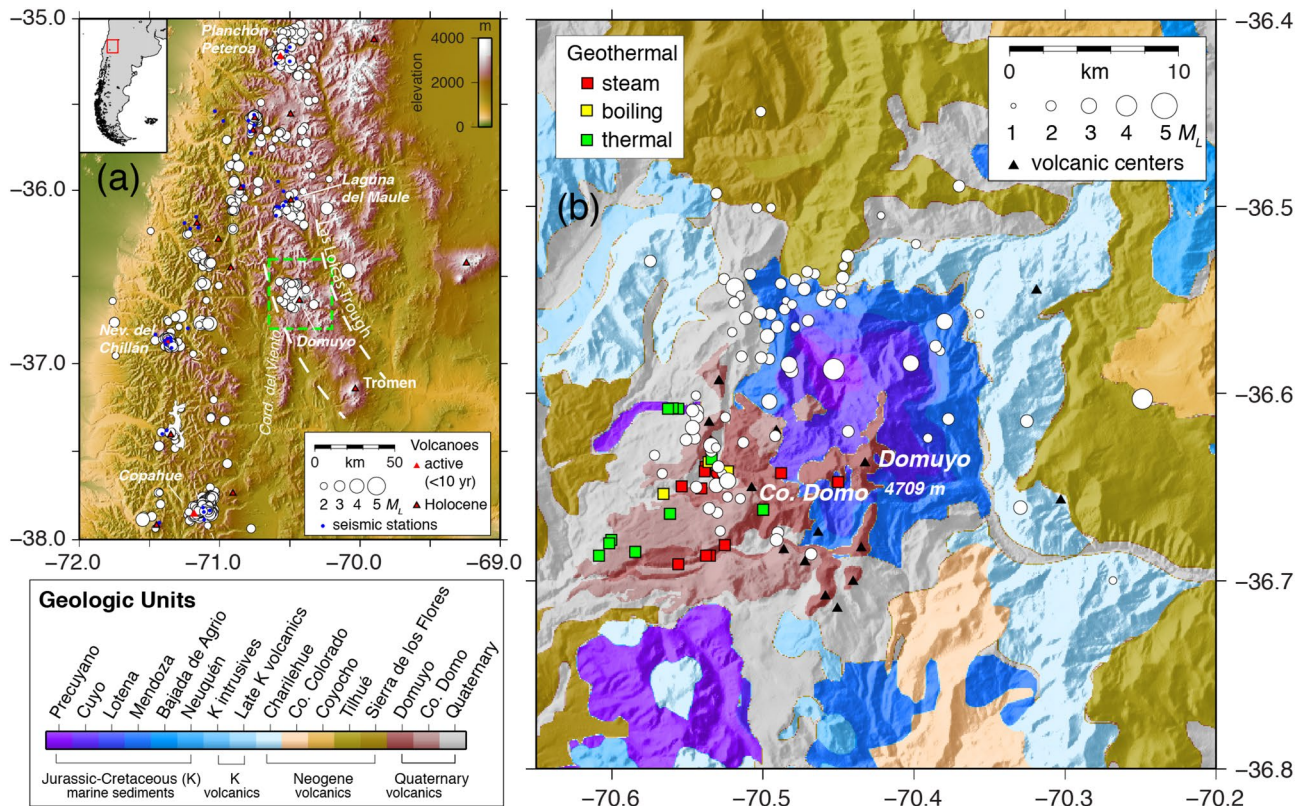 Planchón
Peteroa
m
4000
2000
0
elevation
(a)
Laguna
del Maule
Las Loicas Trough
Nev. del
Chillán
Cord. del Viento
Domuyo
Tromen
Copahue
0 50
km
2 3 4 5 ML
seismic stations
Volcanoes
active
(<10 yr)
Holocene
-35.0
-36.0
-37.0
-38.0
-72.0 -71.0 -70.0 -69.0
Geologic Units
Precuyano
Cuyo
Lotena
Mendoza
Bajada de Agrio
Neuquén
K intrusives
Late K volcanics
Charilehue
Co. Colorado
Coyocho
Tilhué
Sierra de los Flores
Domuyo
Co. Domo
Quaternary
Jurassic-Cretaceous (K)
marine sediments
K
volcanics
Neogene
volcanics
Quaternary
volcanics
Geothermal
steam
boiling
thermal
(b)
0 km 10
1 2 3 4 5 ML
volcanic centers
Domuyo
4709 m
Co. Domo
-36.4
-36.5
-36.6
-36.7
-36.8
-70.6 -70.5 -70.4 -70.3 -70.2